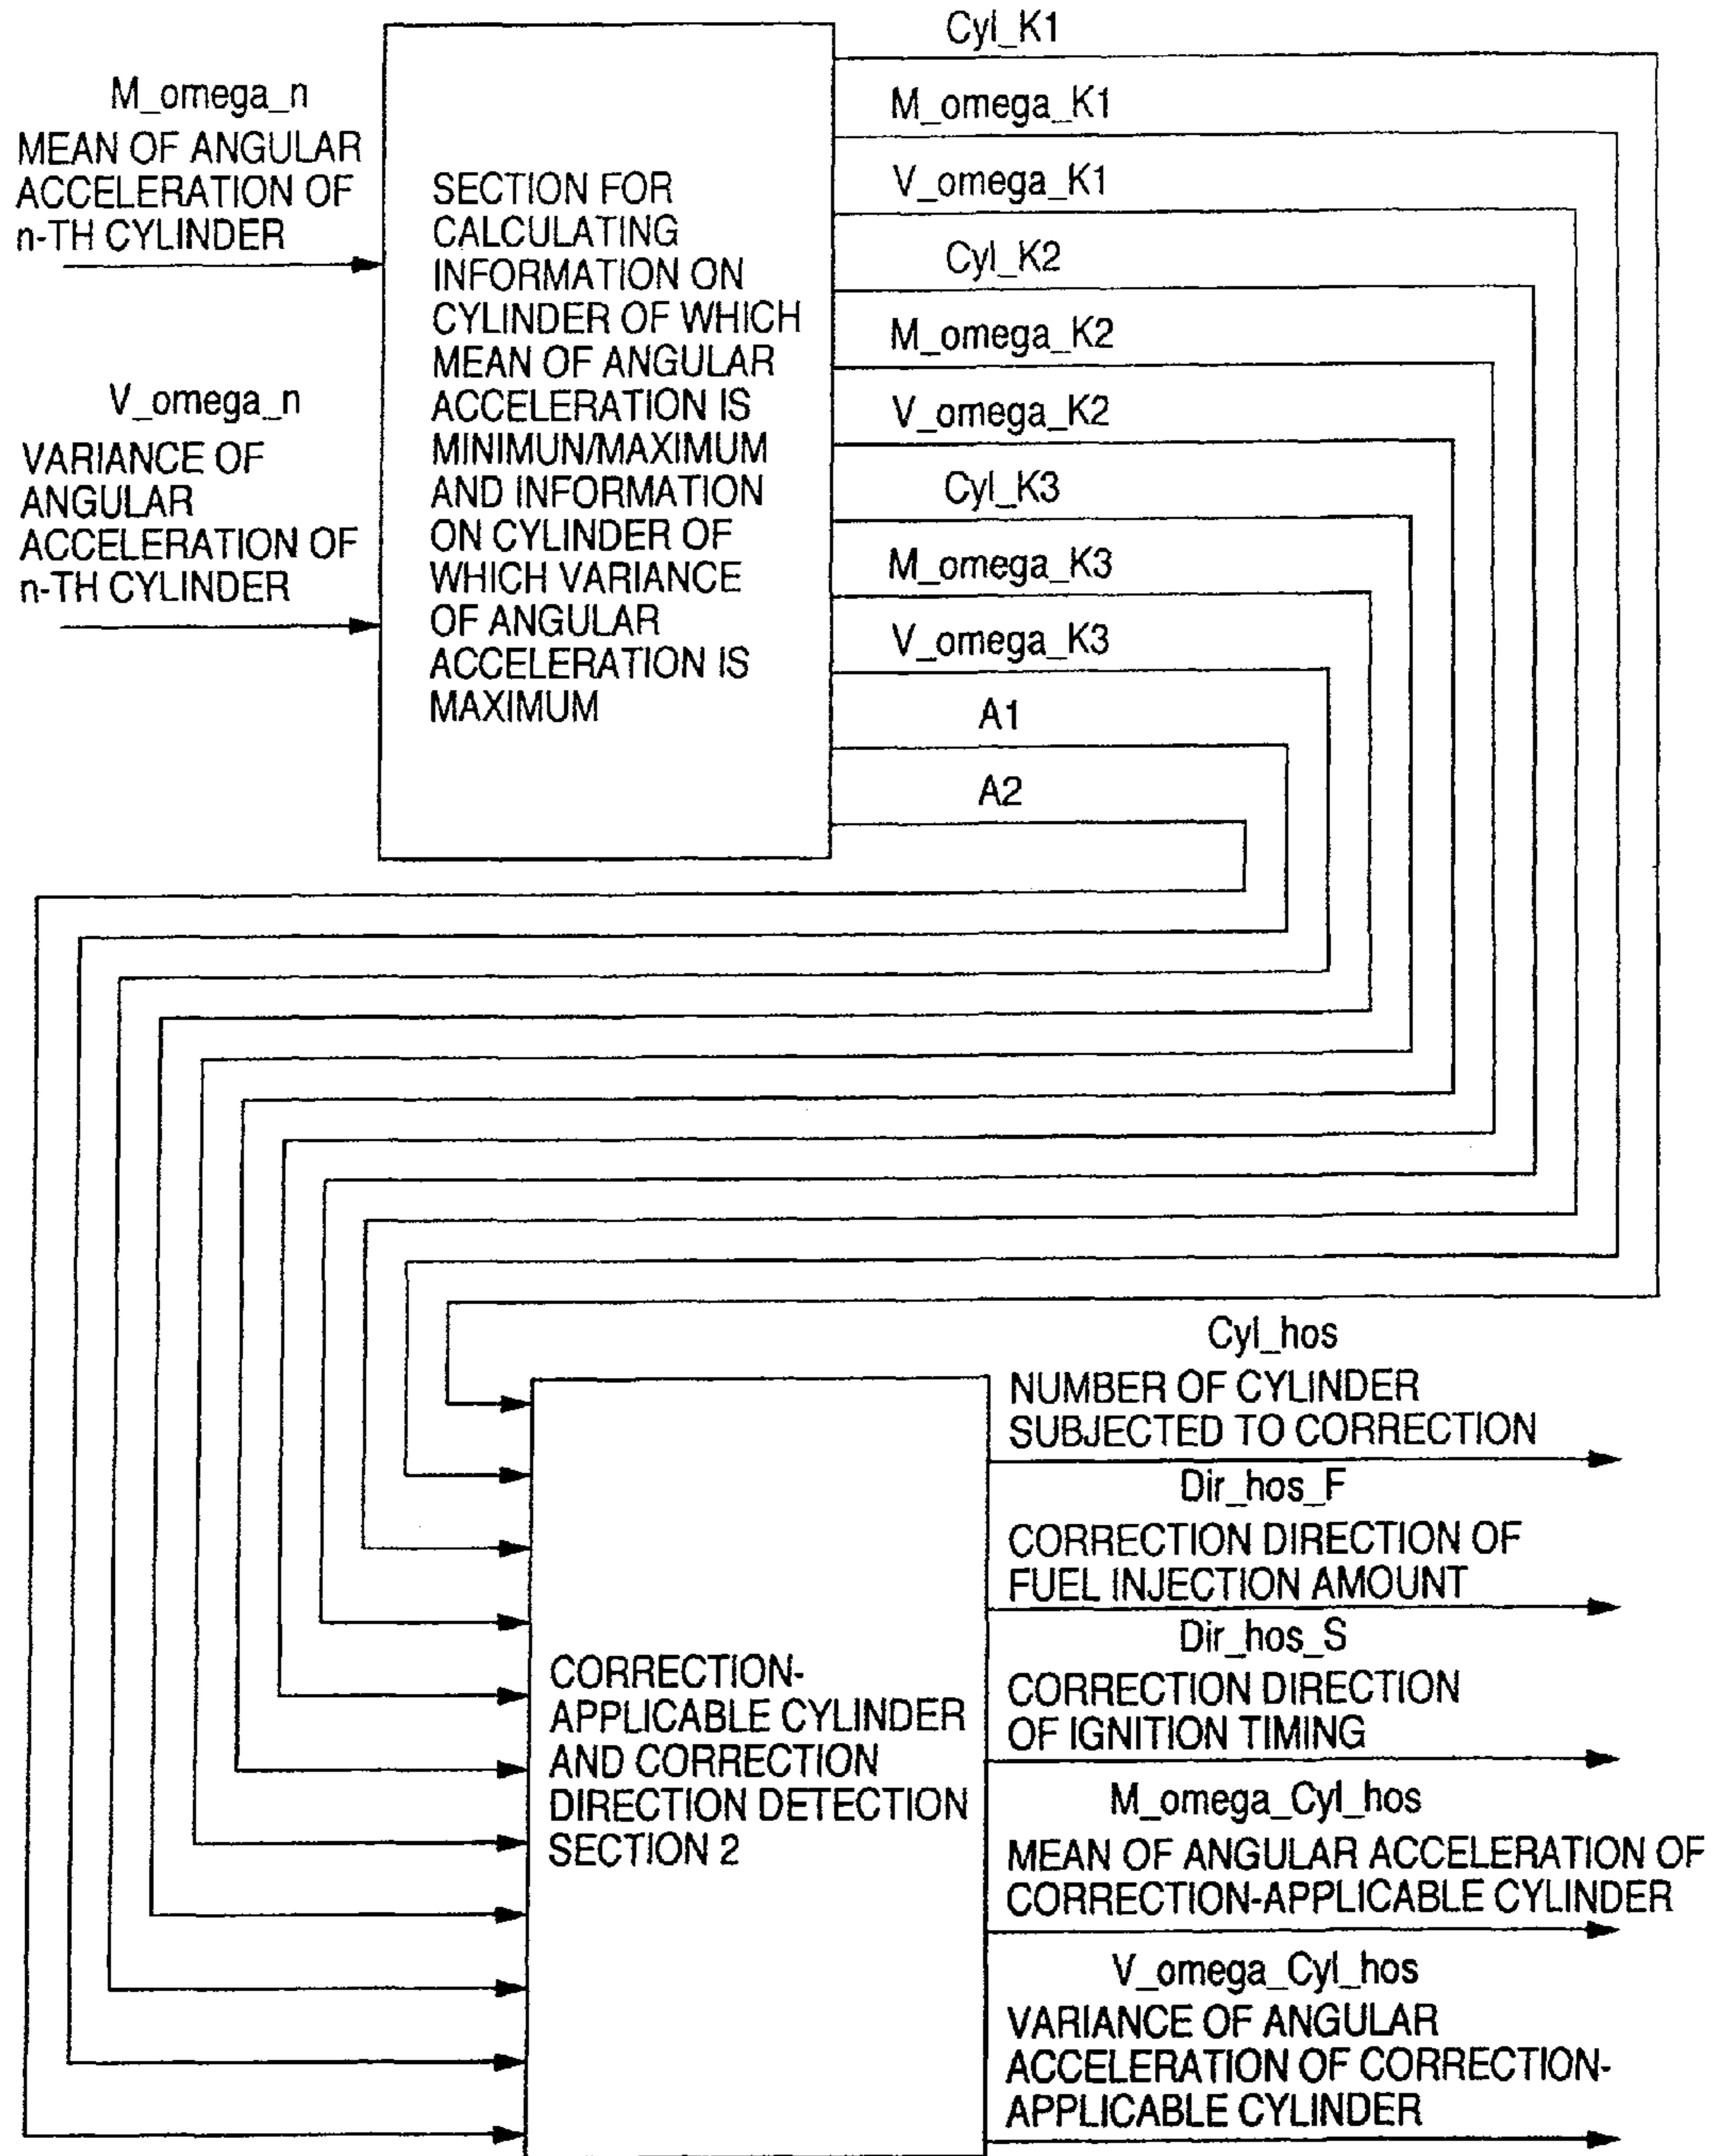 M_omega_n
MEAN OF ANGULAR
ACCELERATION OF
n-TH CYLINDER
V_omega_n
VARIANCE OF
ANGULAR
ACCELERATION OF
n-TH CYLINDER
SECTION FOR
CALCULATING
INFORMATION ON
CYLINDER OF WHICH
MEAN OF ANGULAR
ACCELERATION IS
MINIMUN/MAXIMUM
AND INFORMATION
ON CYLINDER OF
WHICH VARIANCE
OF ANGULAR
ACCELERATION IS
MAXIMUM
Cyl_K1
M_omega_K1
V_omega_K1
Cyl_K2
M_omega_K2
V_omega_K2
Cyl_K3
M_omega_K3
V_omega_K3
A1
A2
CORRECTION-
APPLICABLE CYLINDER
AND CORRECTION
DIRECTION DETECTION
SECTION 2
Cyl_hos
NUMBER OF CYLINDER
SUBJECTED TO CORRECTION
Dir_hos_F
CORRECTION DIRECTION OF
FUEL INJECTION AMOUNT
Dir_hos_S
CORRECTION DIRECTION
OF IGNITION TIMING
M_omega_Cyl_hos
MEAN OF ANGULAR ACCELERATION OF
CORRECTION-APPLICABLE CYLINDER
V_omega_Cyl_hos
VARIANCE OF ANGULAR
ACCELERATION OF CORRECTION-
APPLICABLE CYLINDER